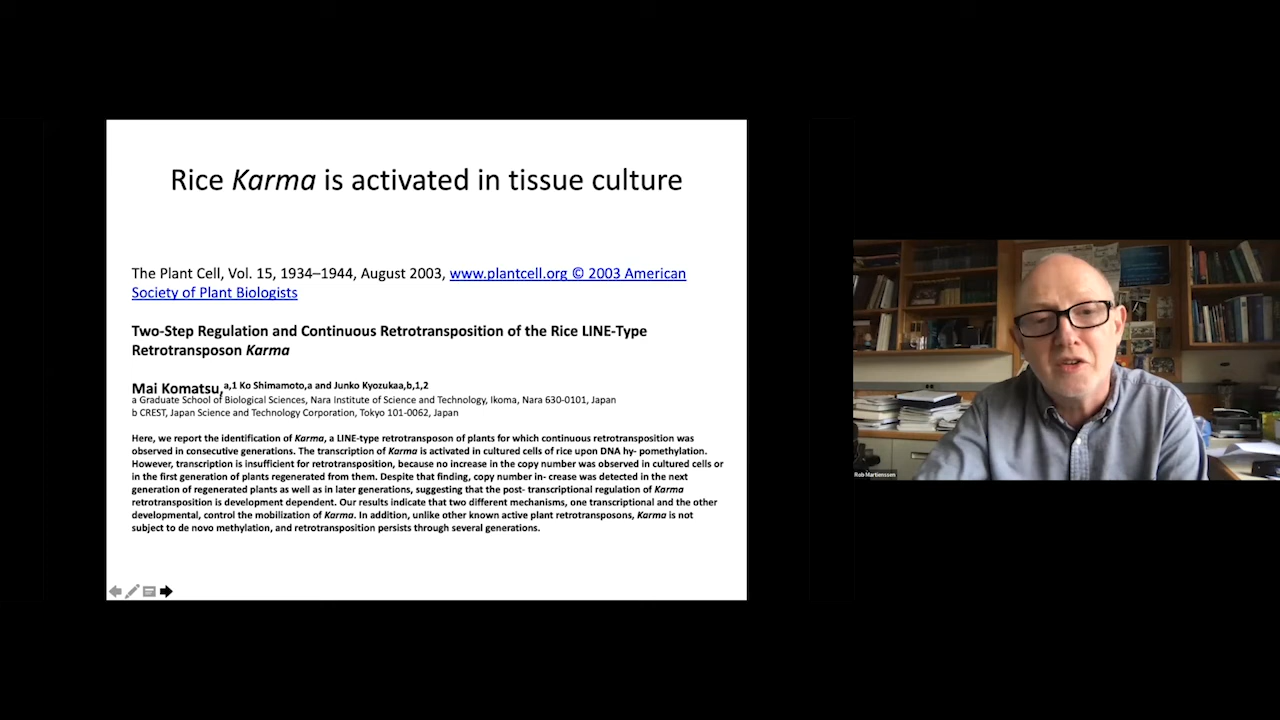 Rice Karma is activated in tissue culture
The Plant Cell, Vol. 15, 1934–1944, August 2003, www.plantcell.org © 2003 American
Society of Plant Biologists
Two-Step Regulation and Continuous Retrotransposition of the Rice LINE-Type
Retrotransposon Karma
Mai Komatsu,a,1 Ko Shimamoto,a and Junko Kyozukaa,b,1,2
a Graduate School of Biological Sciences, Nara Institute of Science and Technology, Ikoma, Nara 630-0101, Japan
b CREST, Japan Science and Technology Corporation, Tokyo 101-0062, Japan
Here, we report the identification of Karma, a LINE-type retrotransposon of plants for which continuous retrotransposition was
observed in consecutive generations. The transcription of Karma is activated in cultured cells of rice upon DNA hy- pomethylation.
However, transcription is insufficient for retrotransposition, because no increase in the copy number was observed in cultured cells or
in the first generation of plants regenerated from them. Despite that finding, copy number in- crease was detected in the next
generation of regenerated plants as well as in later generations, suggesting that the post- transcriptional regulation of Karma
retrotransposition is development dependent. Our results indicate that two different mechanisms, one transcriptional and the other
developmental, control the mobilization of Karma. In addition, unlike other known active plant retrotransposons, Karma is not
subject to de novo methylation, and retrotransposition persists through several generations.
Rob Martienssen